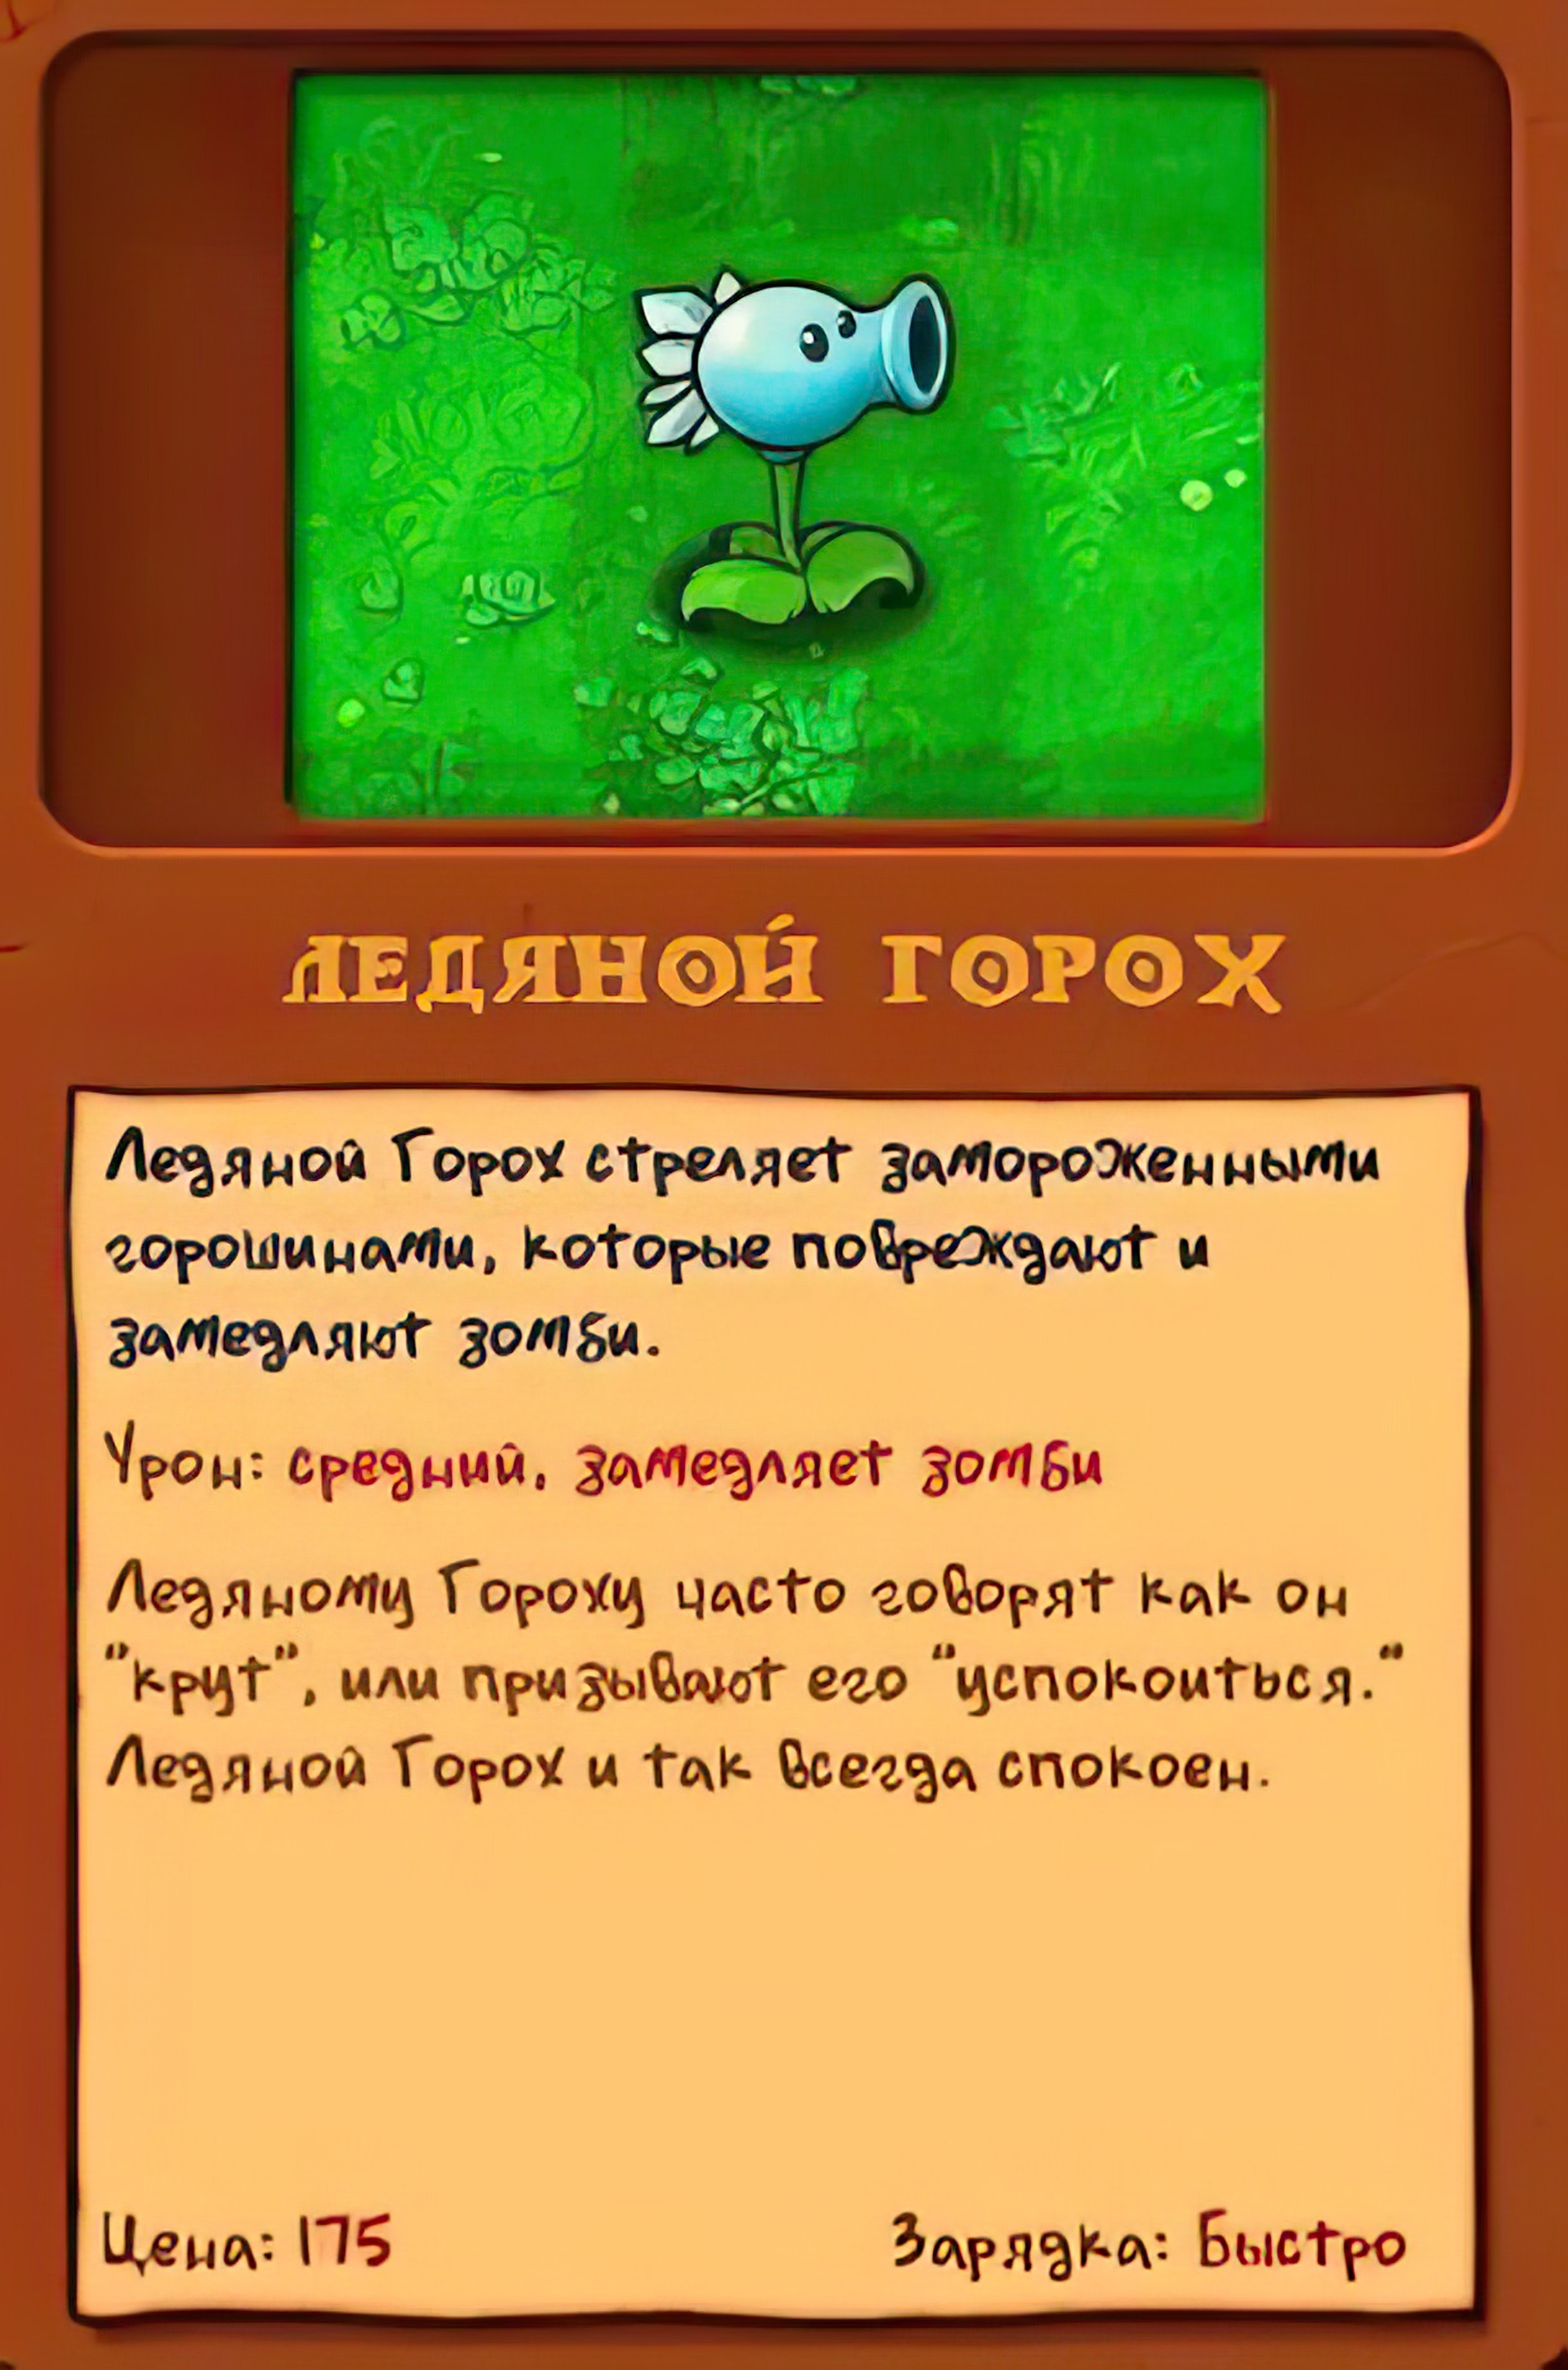 ЛЕДЯНОЙ ГОРОХ
Ледяной Горох стреляет замороженными
горошинами, которые повреждают и
замедляют зомби.
Урон: средний, замедляет зомби
Ледяному Гороху часто говорят как он
"крут", или призывают его "успокоиться."
Ледяной Горох и так всегда спокоен.
Цена: 175
Зарядка: Быстро